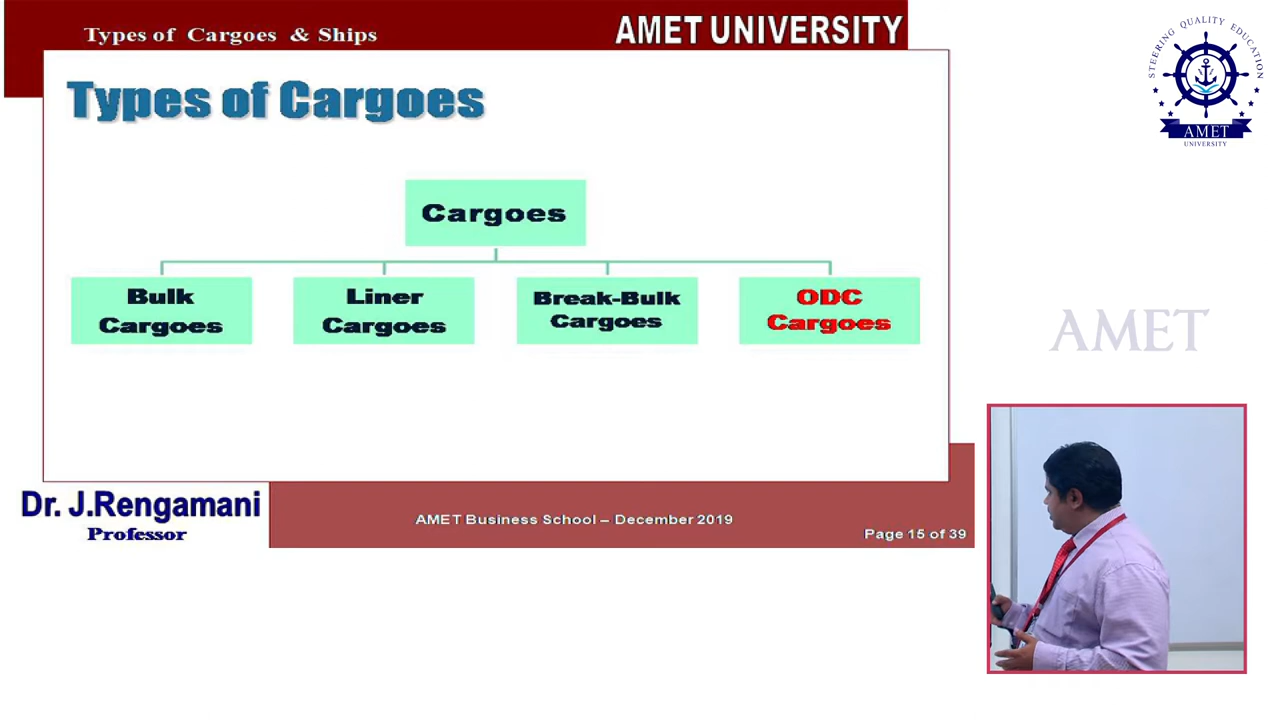 Types of Cargoes & Ships
AMET UNIVERSITY
STEERING QUALITY EDUCATION
AMET
UNIVERSITY
Types of Cargoes
Cargoes
Bulk
Cargoes
Liner
Cargoes
Break-Bulk
Cargoes
ODC
Cargoes
AMET
Dr. J.Rengamani
Professor
AMET Business School – December 2019
Page 15 of 39